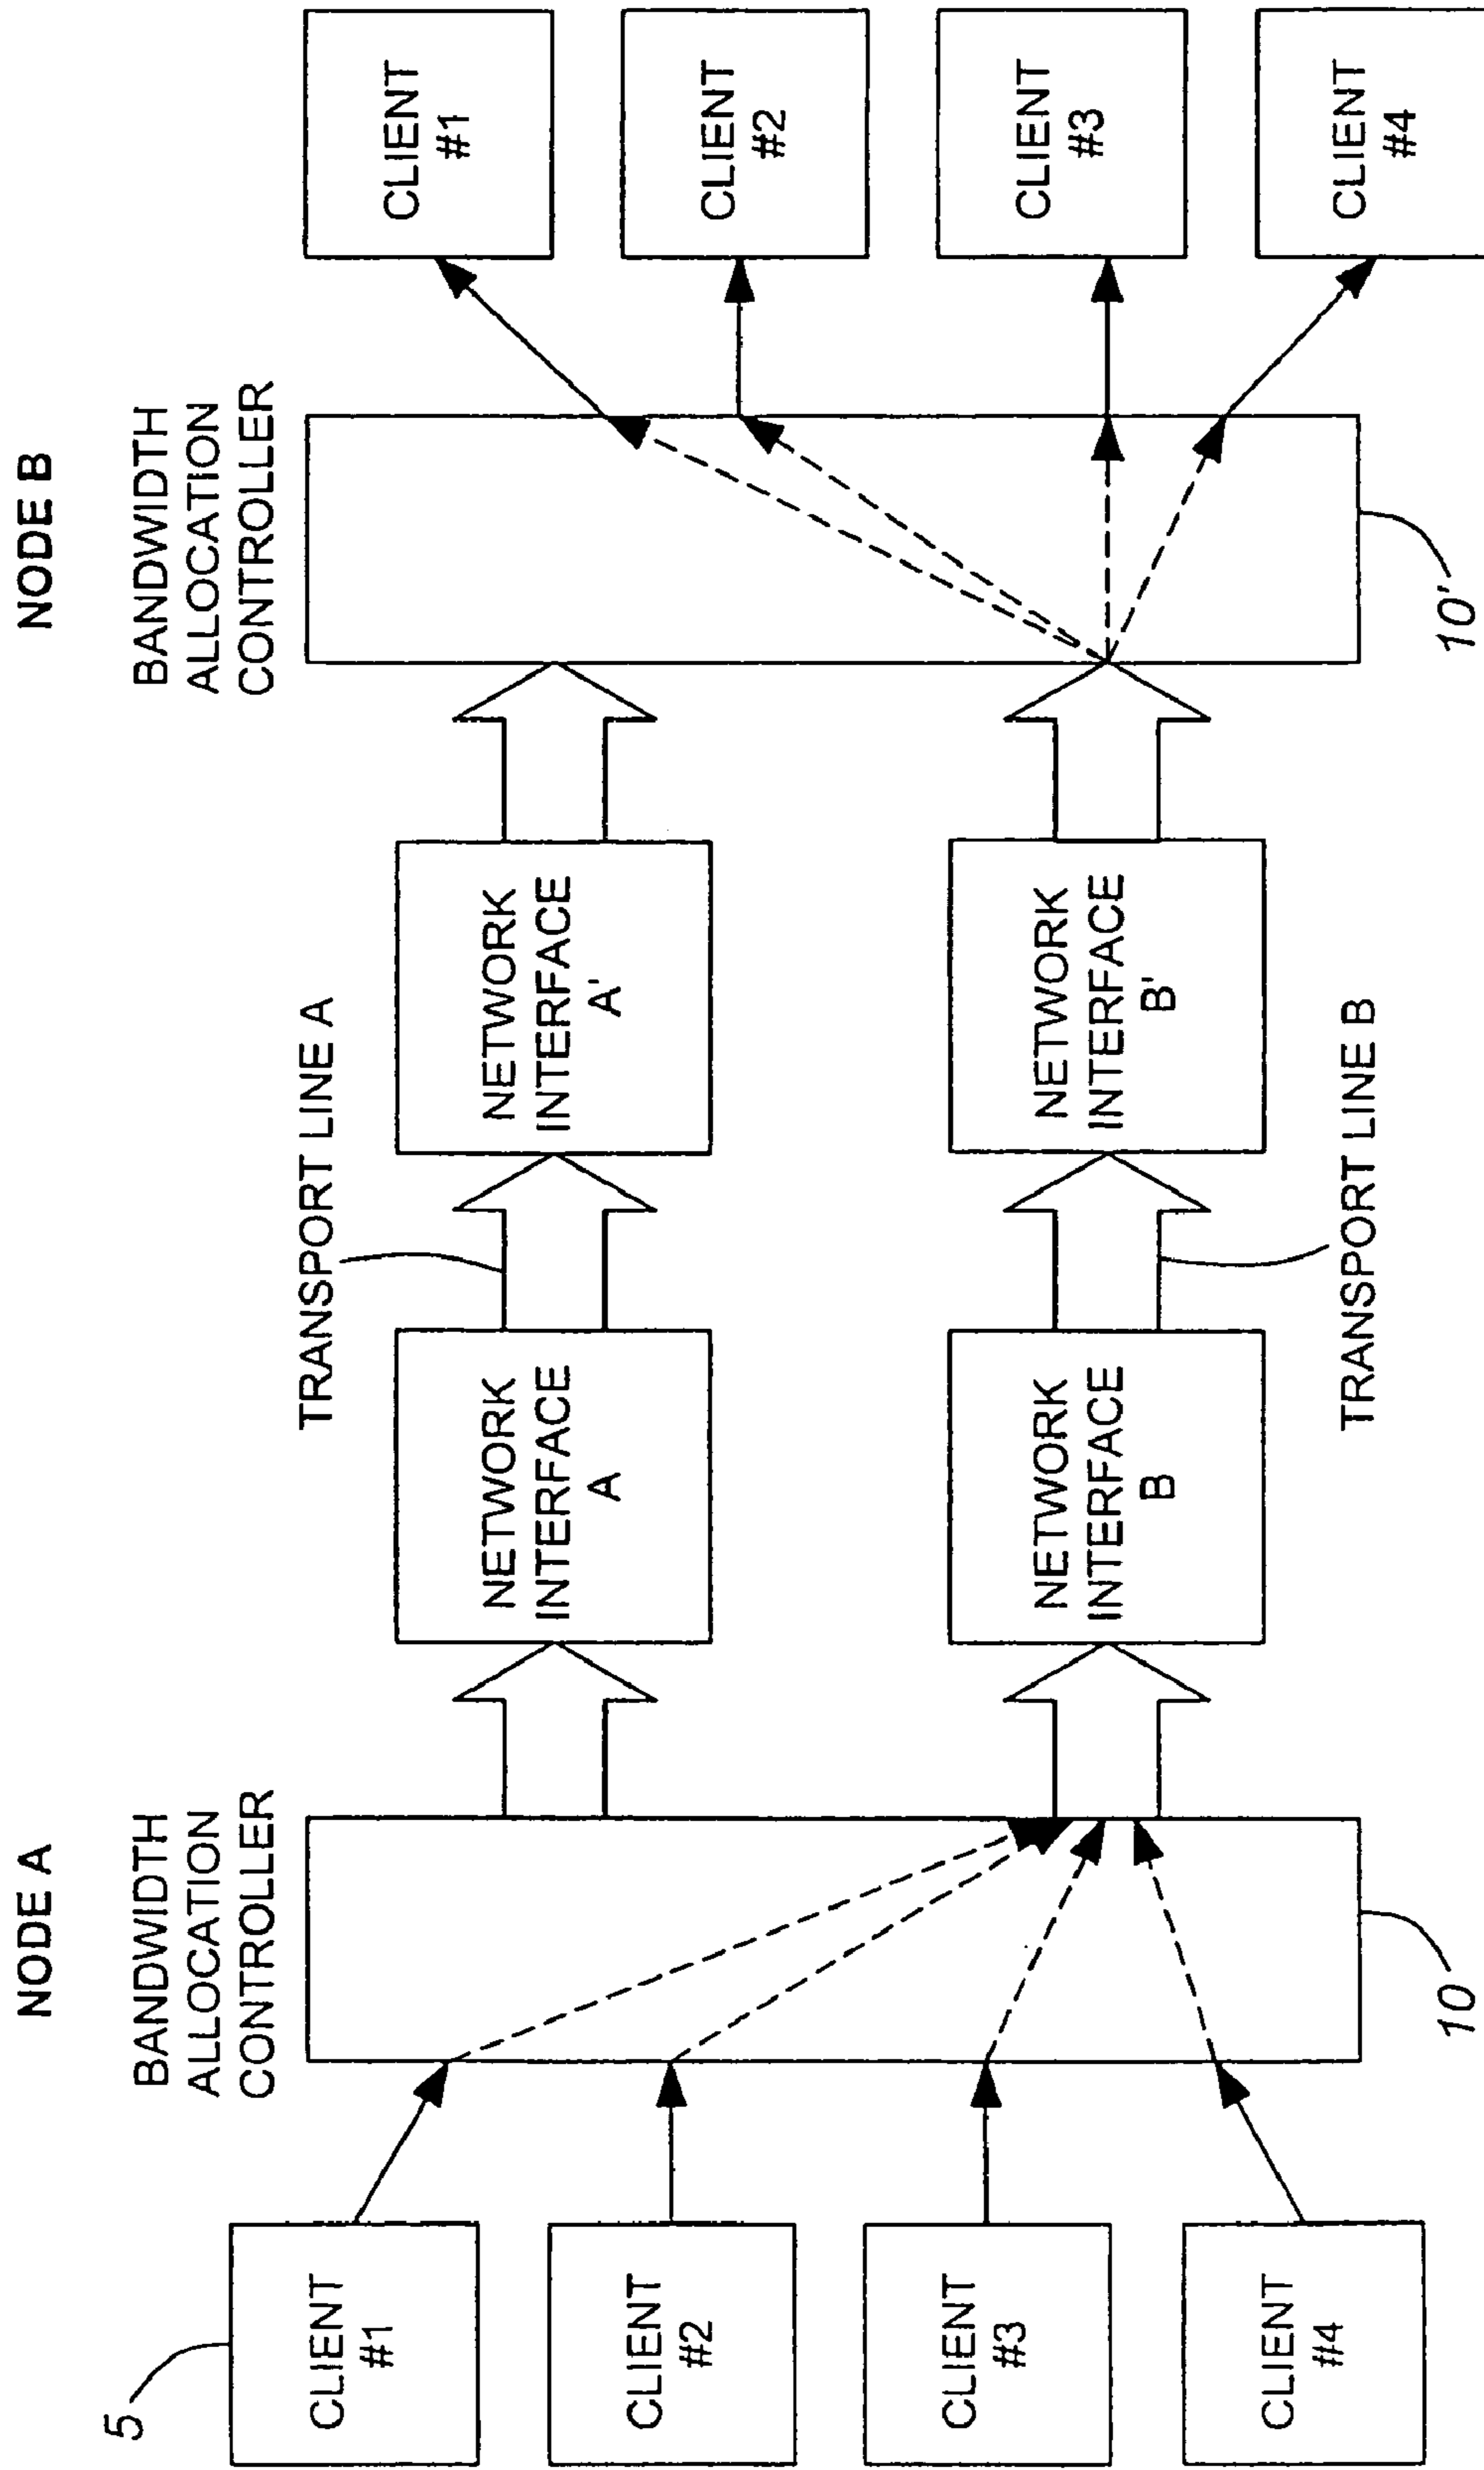 NODE A
NODE B
BANDWIDTH
ALLOCATION
CONTROLLER
BANDWIDTH
ALLOCATION
CONTROLLER
5
CLIENT
#1
CLIENT
#2
CLIENT
#3
CLIENT
#4
10
TRANSPORT LINE A
NETWORK
INTERFACE
A
NETWORK
INTERFACE
A'
NETWORK
INTERFACE
B
NETWORK
INTERFACE
B'
TRANSPORT LINE B
10'
CLIENT
#1
CLIENT
#2
CLIENT
#3
CLIENT
#4